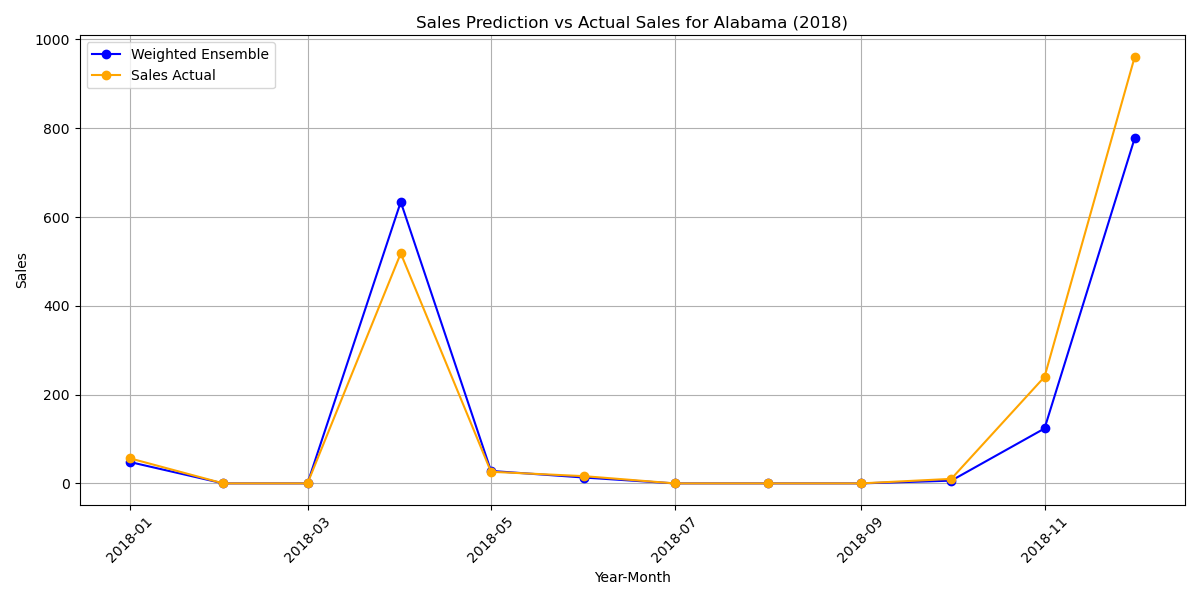 Sales Prediction vs Actual Sales for Alabama (2018)
Weighted Ensemble
Sales Actual
1000
800
600
400
200
0
Sales
2018-01
2018-03
2018-05
2018-07
2018-09
2018-11
Year-Month